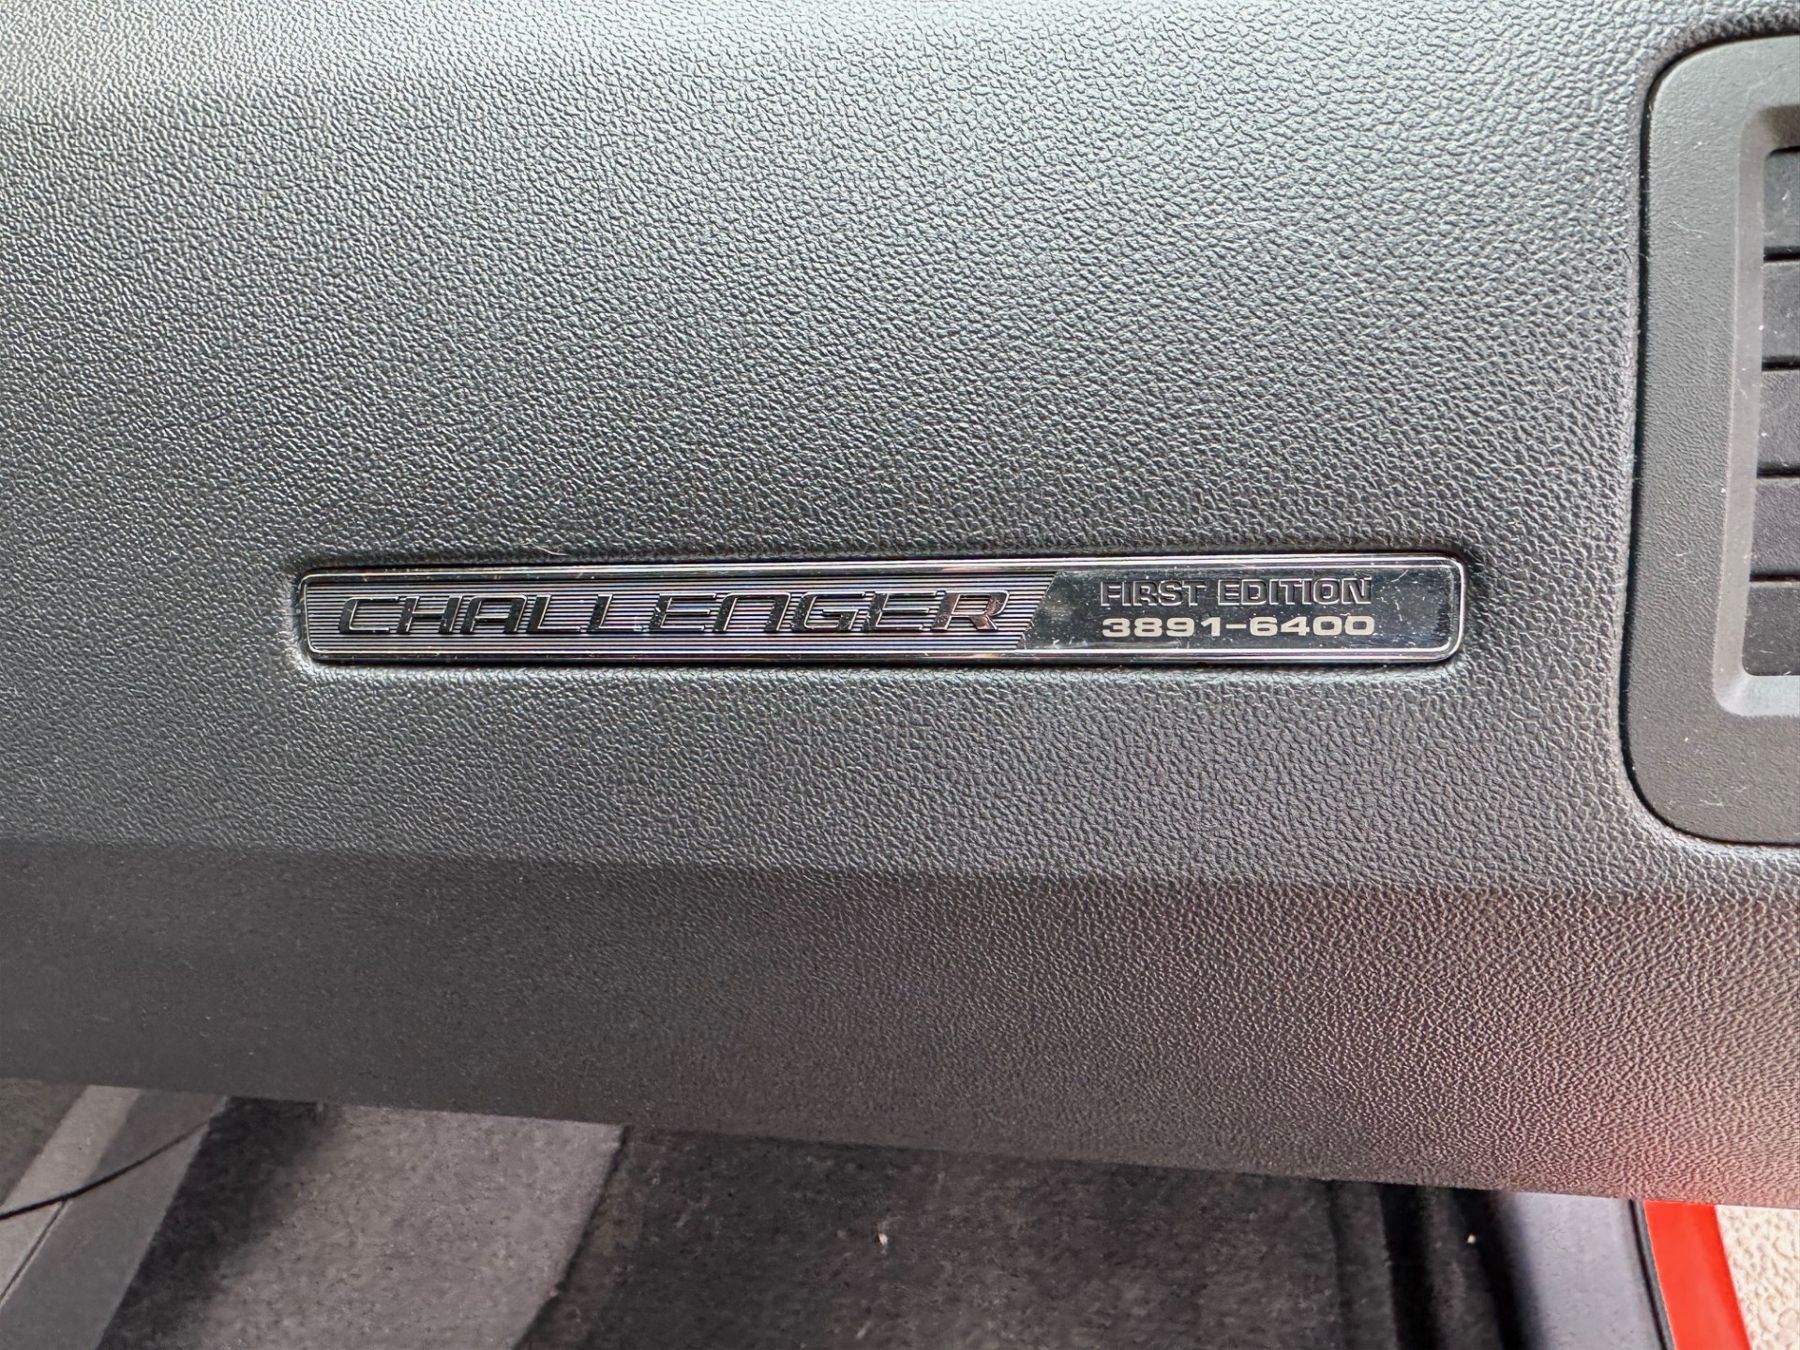 CHALLENGER
FIRST EDITION
3891-6400